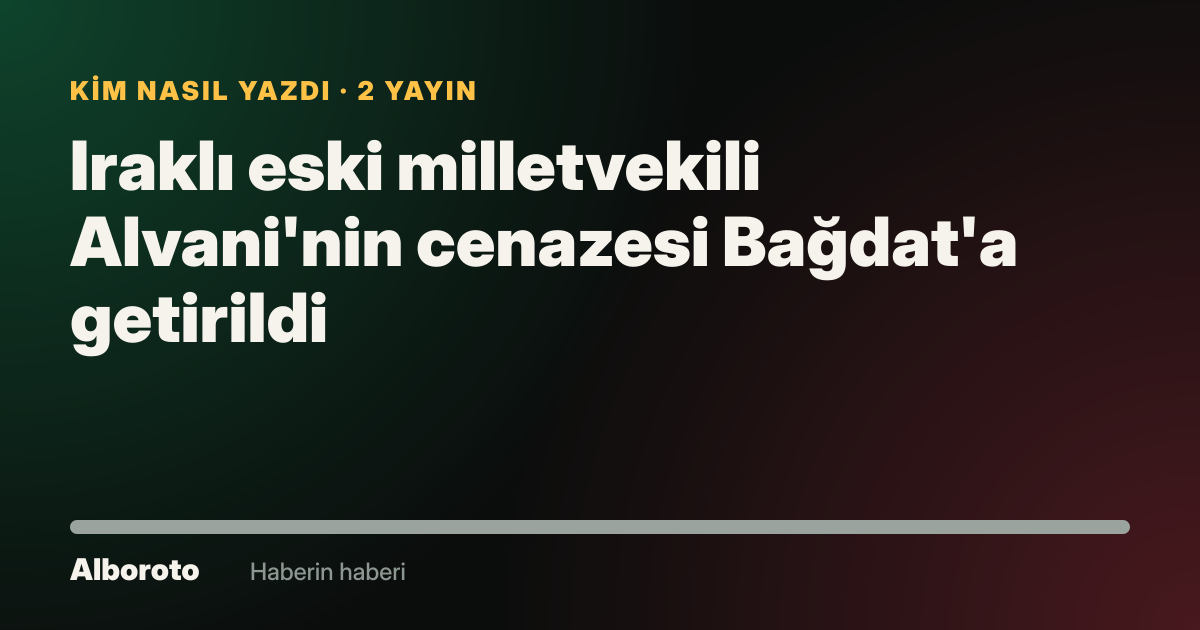 KİM NASIL YAZDI · 2 YAYIN
Iraklı eski milletvekili
Alvani'nin cenazesi Bağdat'a
getirildi
Alboroto
Haberin haberi